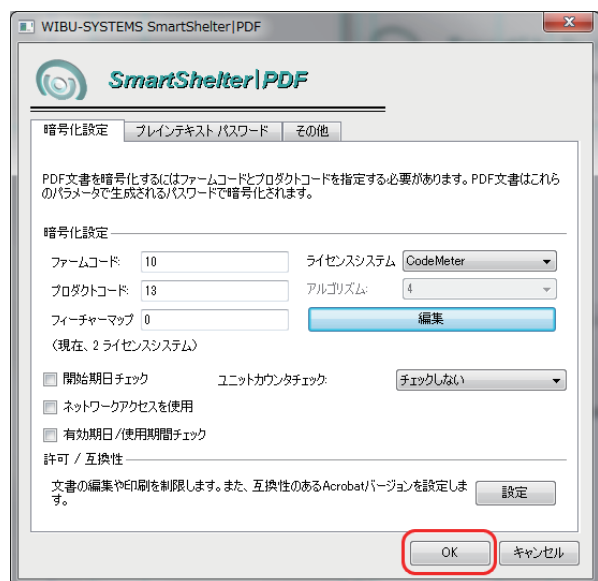 WIBU-SYSTEMS SmartShelter|PDF
SmartShelter|PDF
暗号化設定 プレインテキスト パスワード その他
PDF文書を暗号化するにはファームコードとプロダクトコードを指定する必要があります。PDF文書はこれら
のパラメータで生成されるパスワードで暗号化されます。
暗号化設定
ファームコード: 10 ライセンスシステム CodeMeter
プロダクトコード: 13 アルゴリズム: 4
フィーチャーマップ 0 編集
(現在、2 ライセンスシステム)
開始期日チェック ユニットカウンタチェック: チェックしない
ネットワークアクセスを使用
有効期日/使用期間チェック
許可 / 互換性
文書の編集や印刷を制限します。また、互換性のあるAcrobatバージョンを設定しま
す。 設定
OK キャンセル